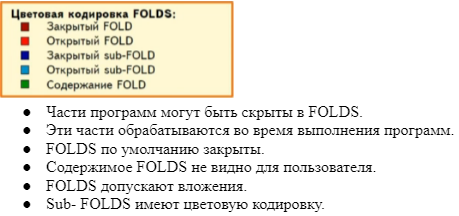 Цветовая кодировка FOLDS:
Закрытый FOLD
Открытый FOLD
Закрытый sub-FOLD
Открытый sub-FOLD
Содержание FOLD
● Части программ могут быть скрыты в FOLDS.
● Эти части обрабатываются во время выполнения программ.
● FOLDS по умолчанию закрыты.
● Содержимое FOLDS не видно для пользователя.
● FOLDS допускают вложения.
● Sub- FOLDS имеют цветовую кодировку.